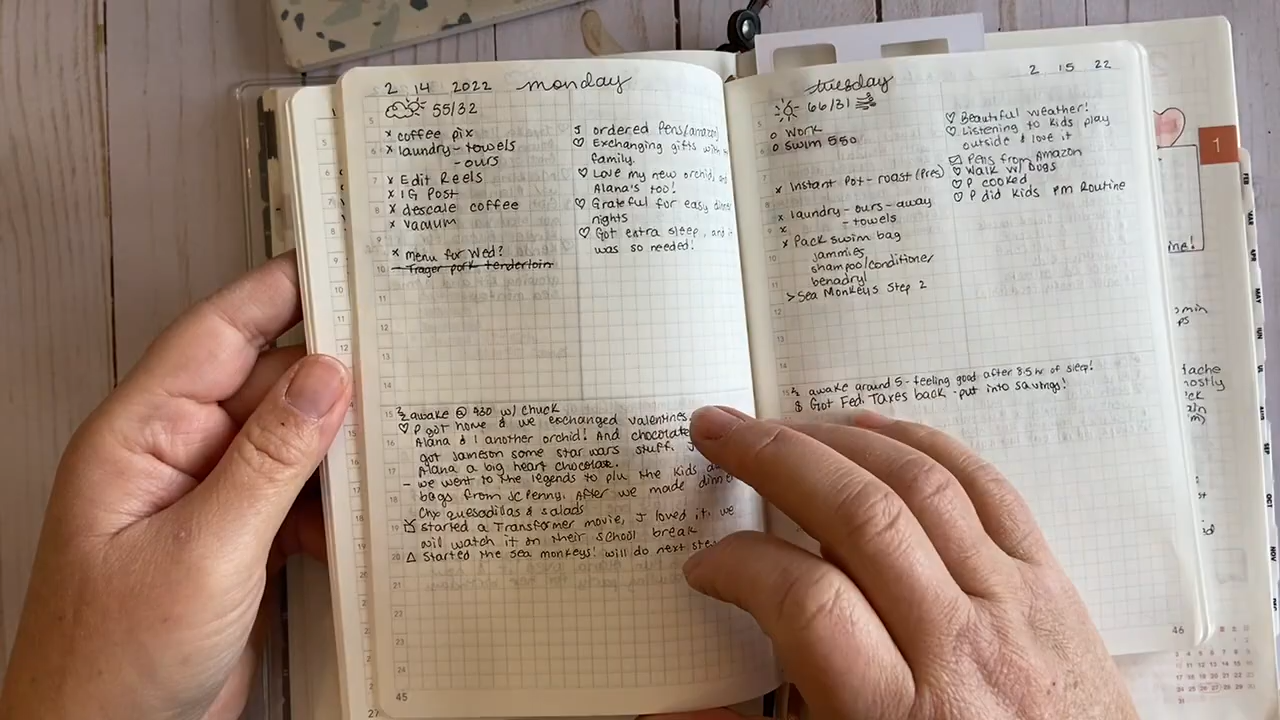 2 14 2022 monday
55/32
x coffee pix
x laundry - towels
- ours
x Edit Reels
x IG Post
x descale coffee
x vacuum
x menu for Wed?
- Trager pork tenderloin
J ordered Pens (amazon)
♡ Exchanging gifts with
family.
♡ Love my new orchid, and
Alana's too!
♡ Grateful for easy dinner
nights
♡ Got extra sleep, and it
was so needed!
awake @ 430 w/ Chuck
♡ P got home & we exchanged valentines.
Alana & I another orchid! And chocolate
got Jameson some star wars stuff. J
Alana a big heart chocolate.
- we went to the legends to plu the kids
bags from JC Penny. After we made dinner
Chx quesadillas & salads
started a Transformer movie, J loved it. we
will watch it on their school break
△ started the sea monkeys! will do next
45
tuesday 2 15 22
66/31
o Work
o Swim 550
x Instant Pot - roast (Pres)
x laundry - ours - away
x - towels
x Pack swim bag
jammies
shampoo/conditioner
benadryl
> Sea Monkeys Step 2
♡ Beautiful weather!
♡ Listening to kids play
outside & love it
Pens from Amazon
♡ Walk w/ Dogs
♡ P cooked
♡ P did kids PM Routine
awake around 5 - feeling good after 8.5 hr of sleep!
$ Got Fed. Taxes back - put into savings!
46
1